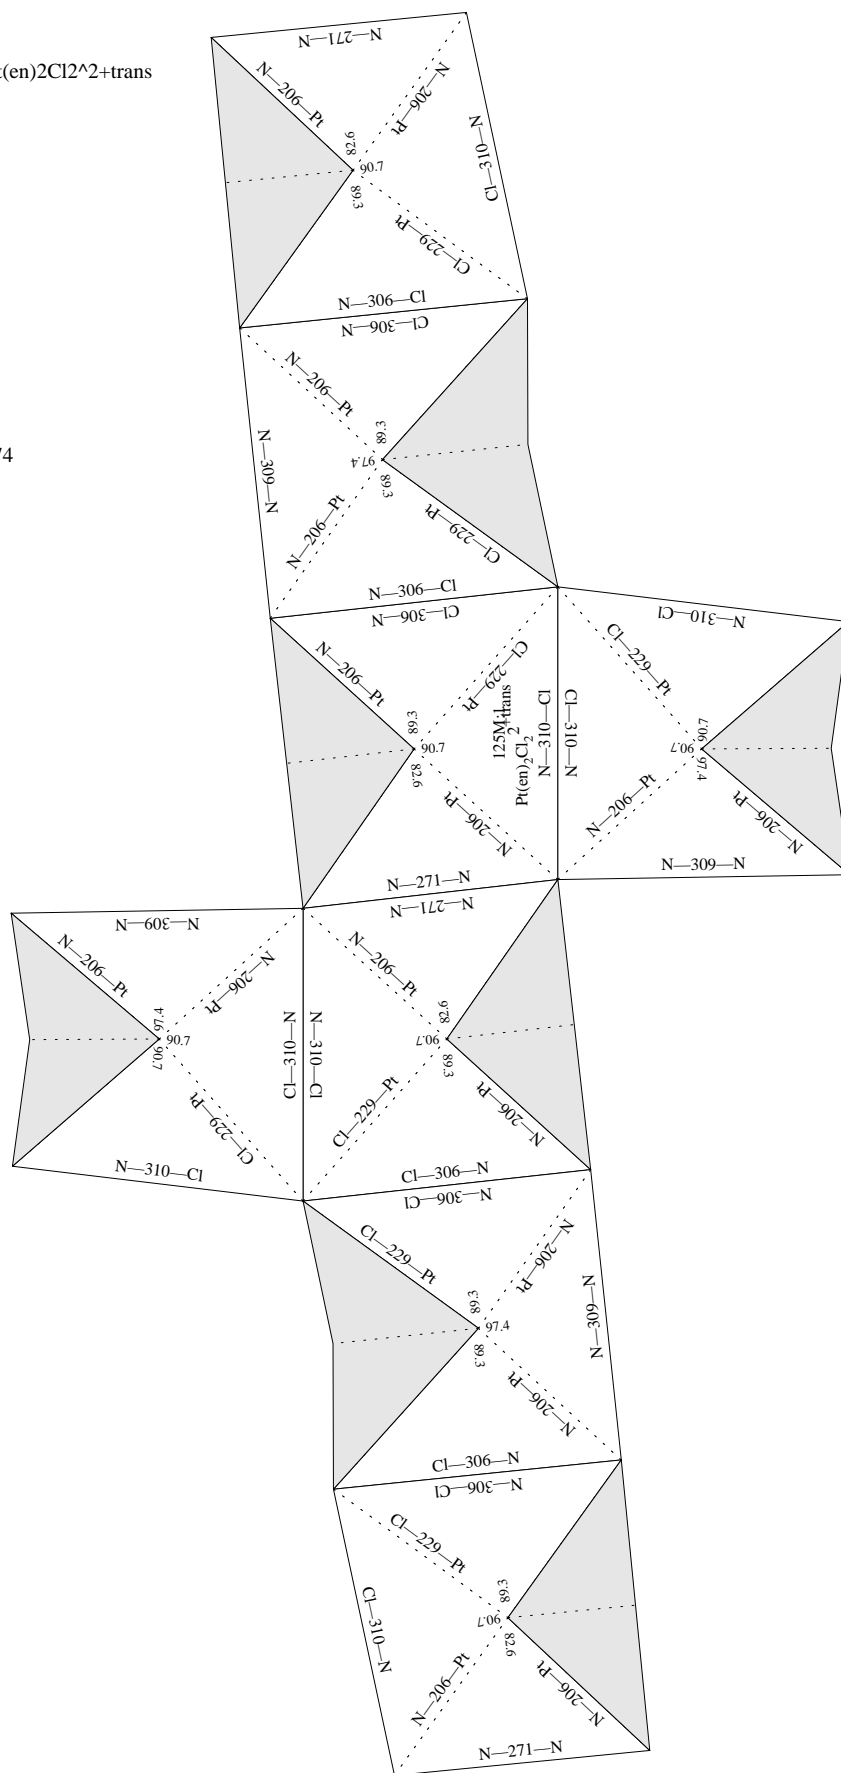 N—271—N
t(en)2Cl2^2+trans
N—206—Pt
N—206—Pt
Cl—310—N
82.6
90.7
89.3
Cl—229—Pt
N—306—Cl
Cl—306—N
N—206—Pt
89.3
97.4
89.3
74
N—309—N
N—206—Pt
Cl—229—Pt
N—306—Cl
Cl—306—N
N—310—Cl
N—206—Pt
Cl—229—Pt
Cl—229—Pt
89.3
90.7
82.6
125M:1
Pt(en)2Cl2 2+trans
N—310—Cl
Cl—310—N
90.7
90.7
97.4
N—206—Pt
N—206—Pt
N—206—Pt
N—309—N
N—271—N
N—271—N
N—309—N
N—206—Pt
N—206—Pt
97.4
90.7
90.7
Cl—229—Pt
N—310—Cl
Cl—310—N
N—310—Cl
N—206—Pt
82.6
90.7
89.3
Cl—229—Pt
N—206—Pt
Cl—306—N
N—306—Cl
Cl—229—Pt
N—206—Pt
89.3
97.4
89.3
N—309—N
N—206—Pt
Cl—306—N
N—306—Cl
Cl—229—Pt
89.3
90.7
82.6
Cl—310—N
N—206—Pt
N—206—Pt
N—271—N